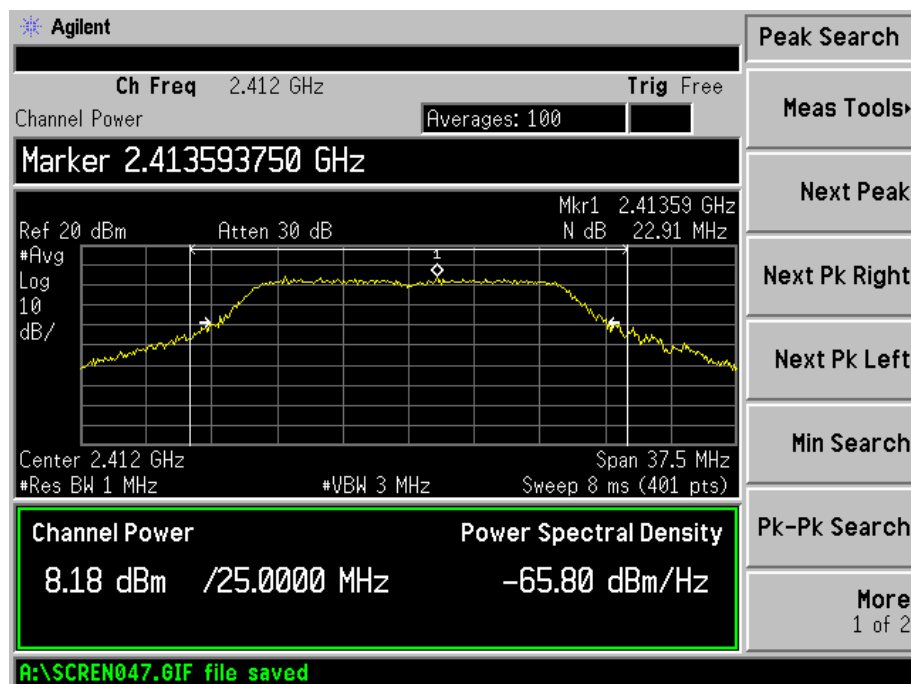 Agilent
Ch Freq 2.412 GHz Trig Free
Channel Power Averages: 100
Marker 2.413593750 GHz
Mkr1 2.41359 GHz
Ref 20 dBm Atten 30 dB N dB 22.91 MHz
#Avg
Log
10
dB/
1
Center 2.412 GHz Span 37.5 MHz
#Res BW 1 MHz #VBW 3 MHz Sweep 8 ms (401 pts)
Channel Power Power Spectral Density
8.18 dBm /25.0000 MHz -65.80 dBm/Hz
A:\SCREN047.GIF file saved
Peak Search
Meas Tools▸
Next Peak
Next Pk Right
Next Pk Left
Min Search
Pk-Pk Search
More
1 of 2